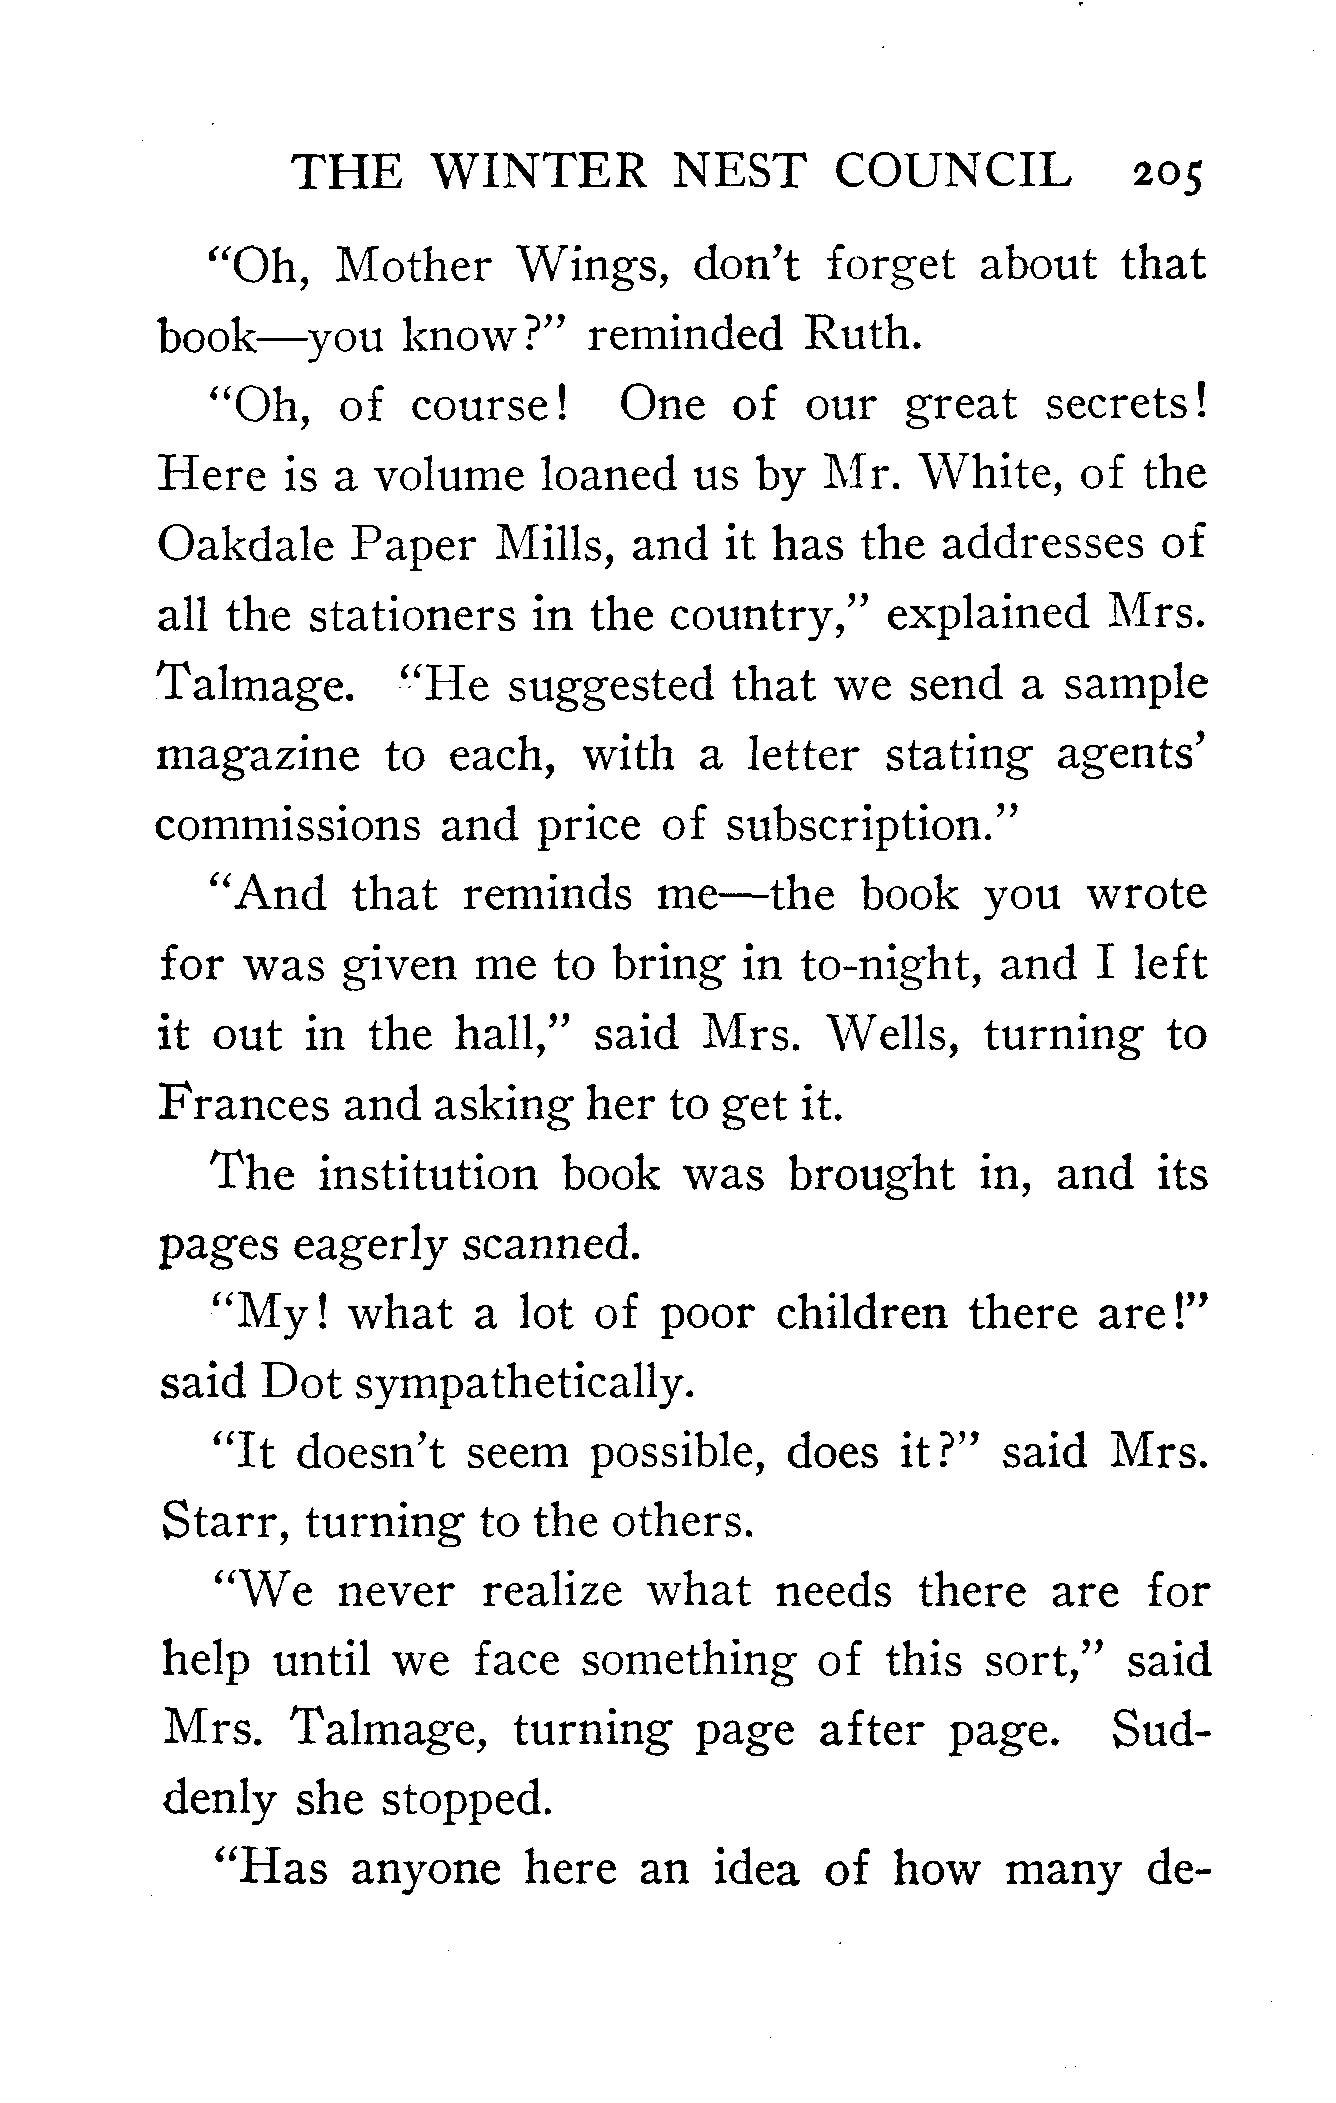 THE WINTER NEST COUNCIL 205
"Oh, Mother Wings, don't forget about that
book—you know?" reminded Ruth.
"Oh, of course! One of our great secrets!
Here is a volume loaned us by Mr. White, of the
Oakdale Paper Mills, and it has the addresses of
all the stationers in the country," explained Mrs.
Talmage. "He suggested that we send a sample
magazine to each, with a letter stating agents'
commissions and price of subscription."
"And that reminds me—the book you wrote
for was given me to bring in to-night, and I left
it out in the hall," said Mrs. Wells, turning to
Frances and asking her to get it.
The institution book was brought in, and its
pages eagerly scanned.
"My! what a lot of poor children there are!"
said Dot sympathetically.
"It doesn't seem possible, does it?" said Mrs.
Starr, turning to the others.
"We never realize what needs there are for
help until we face something of this sort," said
Mrs. Talmage, turning page after page. Sud-
denly she stopped.
"Has anyone here an idea of how many de-